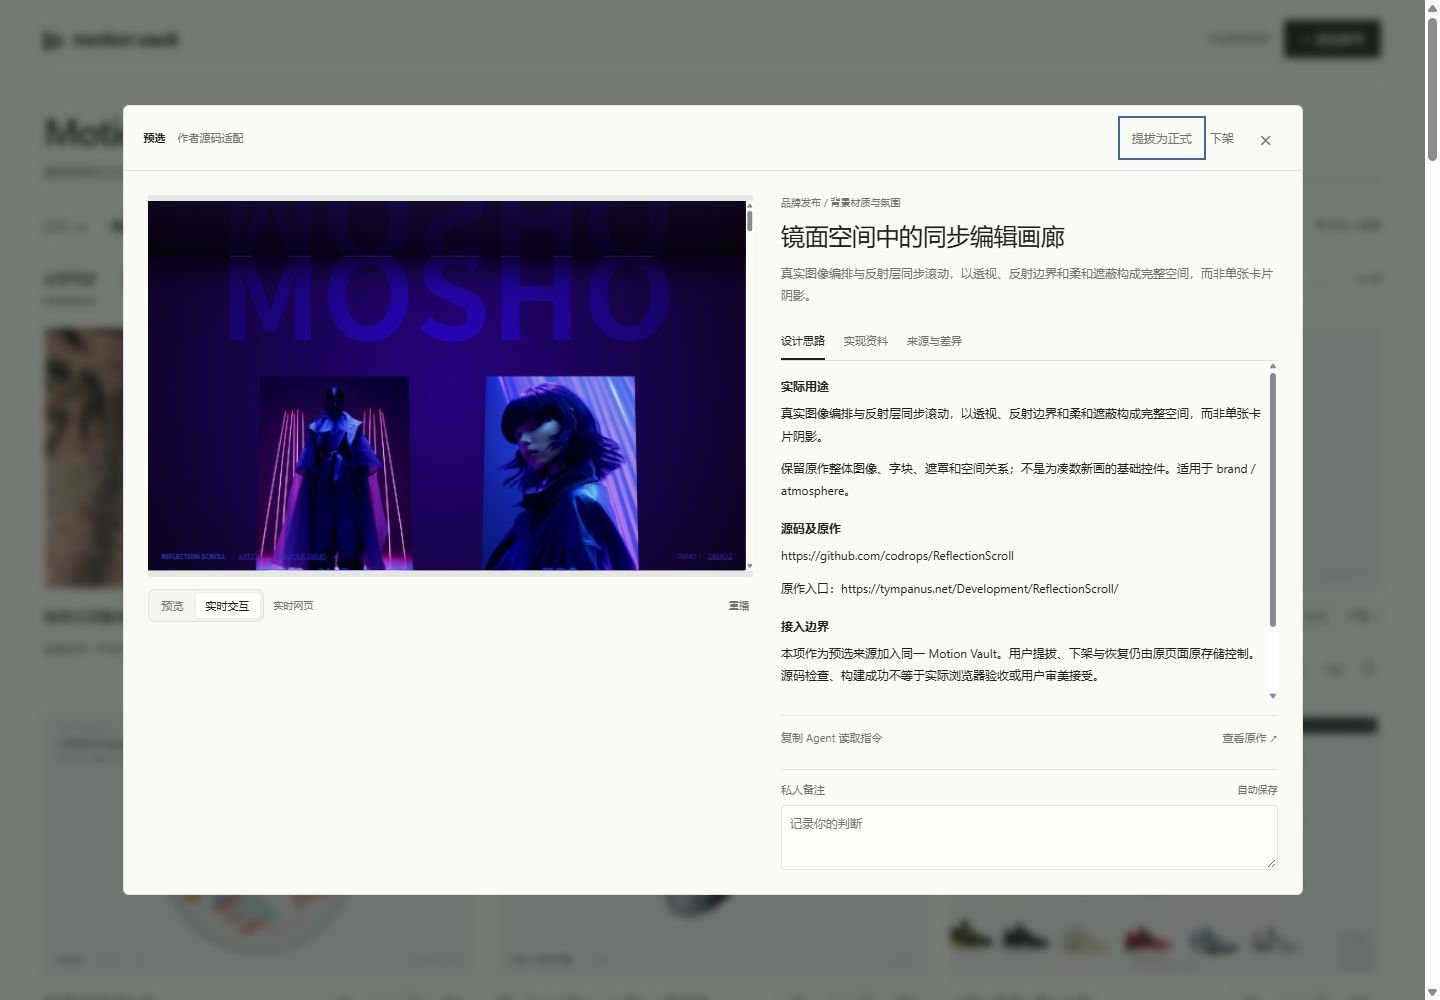 motion vault
预选 作者源码适配
提拔为正式 下架 ×
MOSHO
REFLECTION SCROLL
DEMO 1 DEMO 2
预览 实时交互 实时网页 重播
品牌发布 / 背景材质与氛围
镜面空间中的同步编辑画廊
真实图像编排与反射层同步滚动，以透视、反射边界和柔和遮蔽构成完整空间，而非单张卡片
阴影。
设计思路 实现资料 来源与差异
实际用途
真实图像编排与反射层同步滚动，以透视、反射边界和柔和遮蔽构成完整空间，而非单张卡
片阴影。
保留原作整体图像、字块、遮罩和空间关系；不是为凑数新画的基础控件。适用于 brand /
atmosphere。
源码及原作
https://github.com/codrops/ReflectionScroll
原作入口：https://tympanus.net/Development/ReflectionScroll/
接入边界
本项作为预选来源加入同一 Motion Vault。用户提拔、下架与恢复仍由原页面原存储控制。
源码检查、构建成功不等于实际浏览器验收或用户审美接受。
复制 Agent 读取指令 查看原作 ↗
私人备注 自动保存
记录你的判断